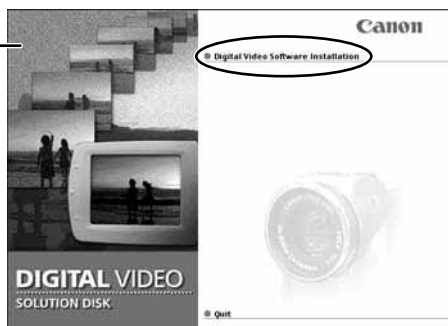 Canon
Digital Video Software Installation
DIGITAL VIDEO
SOLUTION DISK
Quit